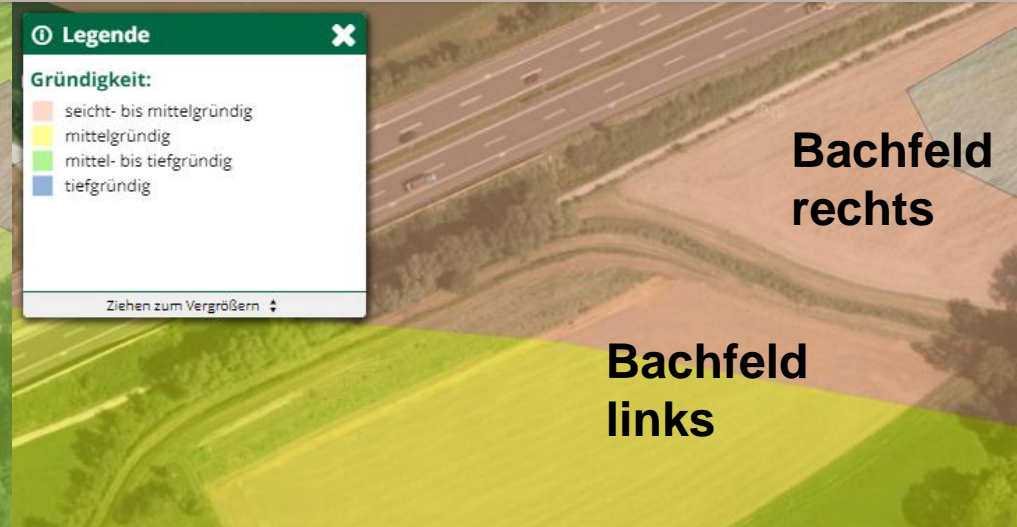 Legende
Gründigkeit:
seicht- bis mittelgründig
mittelgründig
mittel- bis tiefgründig
tiefgründig
Ziehen zum Vergrößern
Bachfeld
rechts
Bachfeld
links